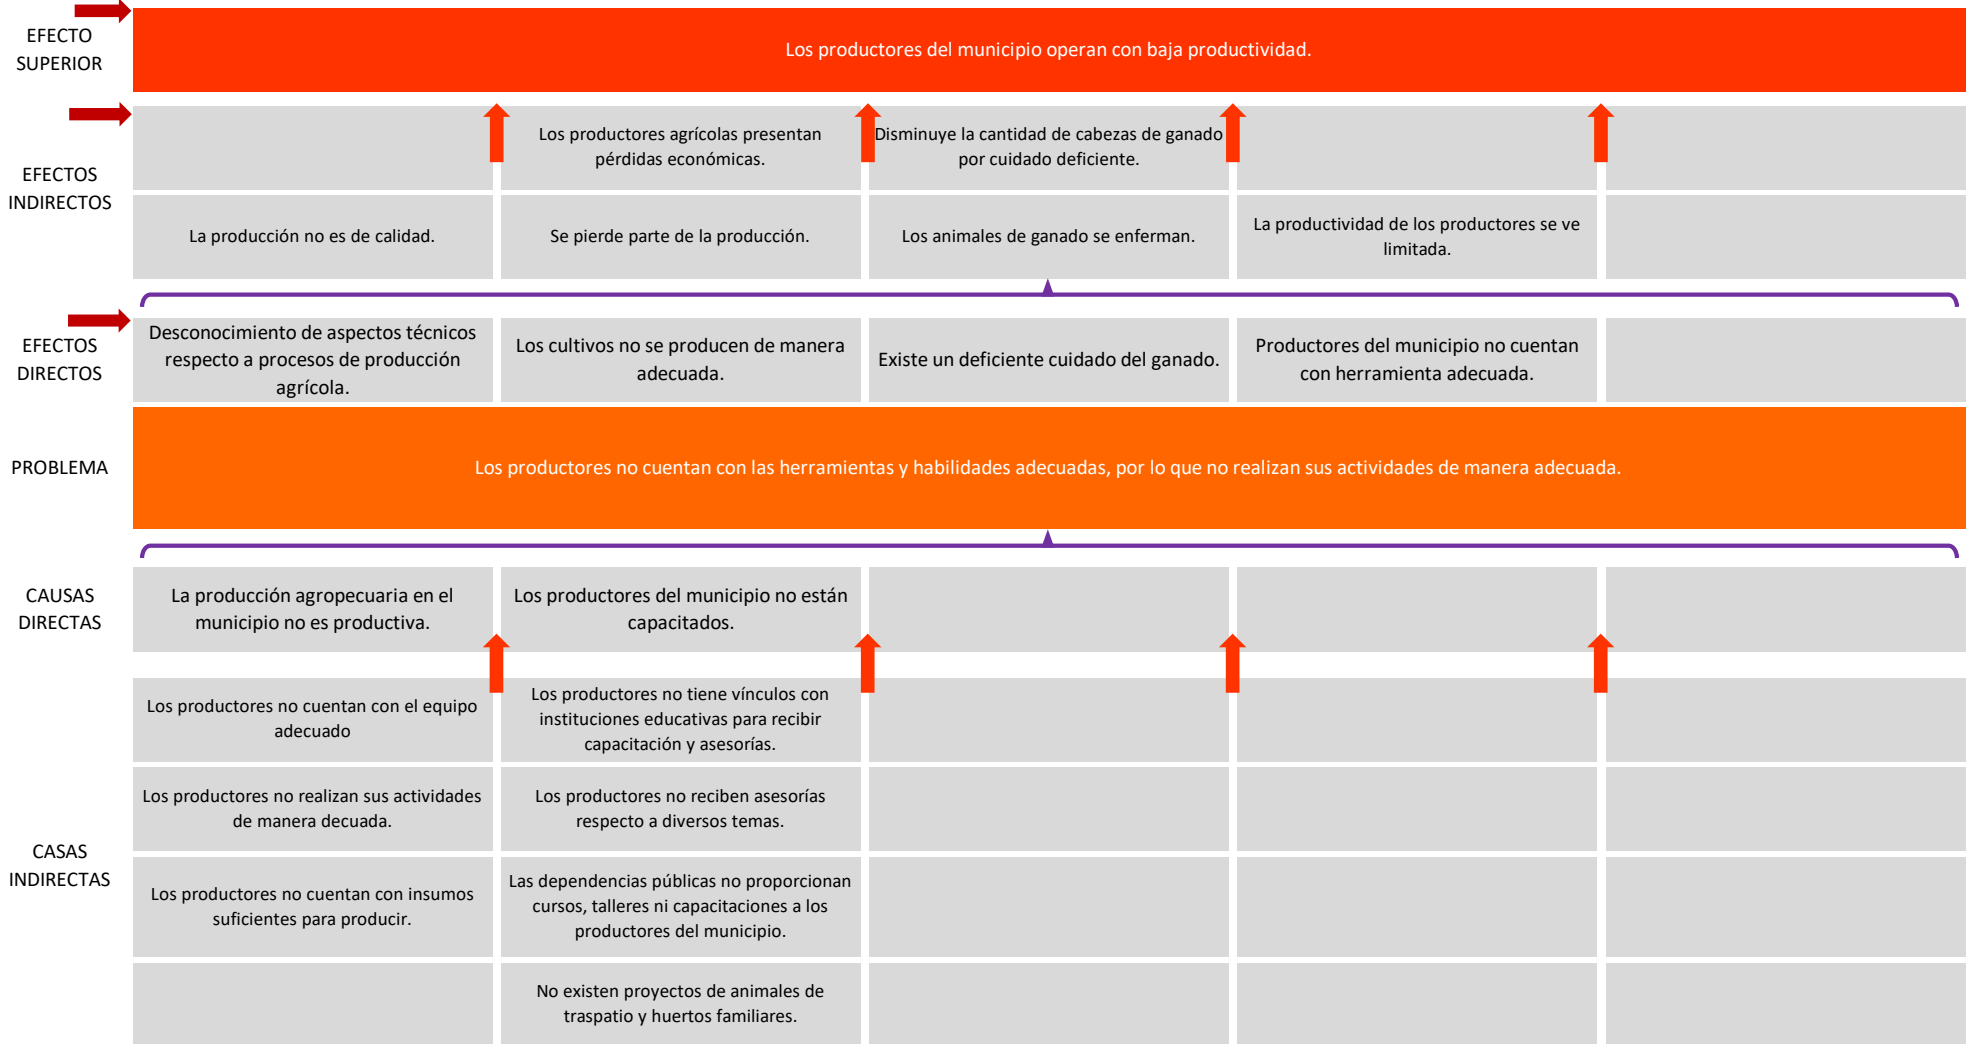 EFECTO
SUPERIOR
Los productores del municipio operan con baja productividad.
EFECTOS
INDIRECTOS
Los productores agrícolas presentan
pérdidas económicas.
Disminuye la cantidad de cabezas de ganado
por cuidado deficiente.
La producción no es de calidad.
Se pierde parte de la producción.
Los animales de ganado se enferman.
La productividad de los productores se ve
limitada.
EFECTOS
DIRECTOS
Desconocimiento de aspectos técnicos
respecto a procesos de producción
agrícola.
Los cultivos no se producen de manera
adecuada.
Existe un deficiente cuidado del ganado.
Productores del municipio no cuentan
con herramienta adecuada.
PROBLEMA
Los productores no cuentan con las herramientas y habilidades adecuadas, por lo que no realizan sus actividades de manera adecuada.
CAUSAS
DIRECTAS
La producción agropecuaria en el
municipio no es productiva.
Los productores del municipio no están
capacitados.
CASAS
INDIRECTAS
Los productores no cuentan con el equipo
adecuado
Los productores no tiene vínculos con
instituciones educativas para recibir
capacitación y asesorías.
Los productores no realizan sus actividades
de manera decuada.
Los productores no reciben asesorías
respecto a diversos temas.
Los productores no cuentan con insumos
suficientes para producir.
Las dependencias públicas no proporcionan
cursos, talleres ni capacitaciones a los
productores del municipio.
No existen proyectos de animales de
traspatio y huertos familiares.